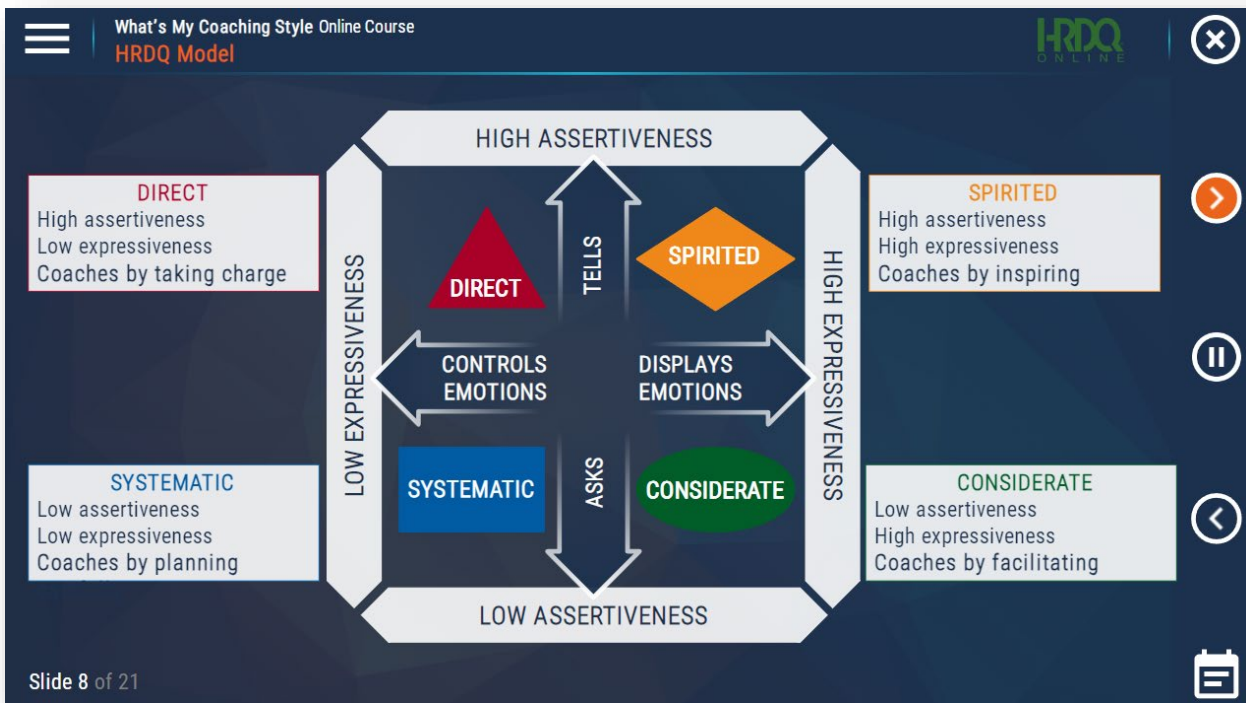 What's My Coaching Style Online Course
HRDQ Model
HRDQ
ONLINE
HIGH ASSERTIVENESS
DIRECT
High assertiveness
Low expressiveness
Coaches by taking charge
SPIRITED
High assertiveness
High expressiveness
Coaches by inspiring
LOW EXPRESSIVENESS
DIRECT
TELLS
SPIRITED
HIGH EXPRESSIVENESS
CONTROLS
EMOTIONS
DISPLAYS
EMOTIONS
SYSTEMATIC
ASKS
CONSIDERATE
SYSTEMATIC
Low assertiveness
Low expressiveness
Coaches by planning
CONSIDERATE
Low assertiveness
High expressiveness
Coaches by facilitating
LOW ASSERTIVENESS
Slide 8 of 21